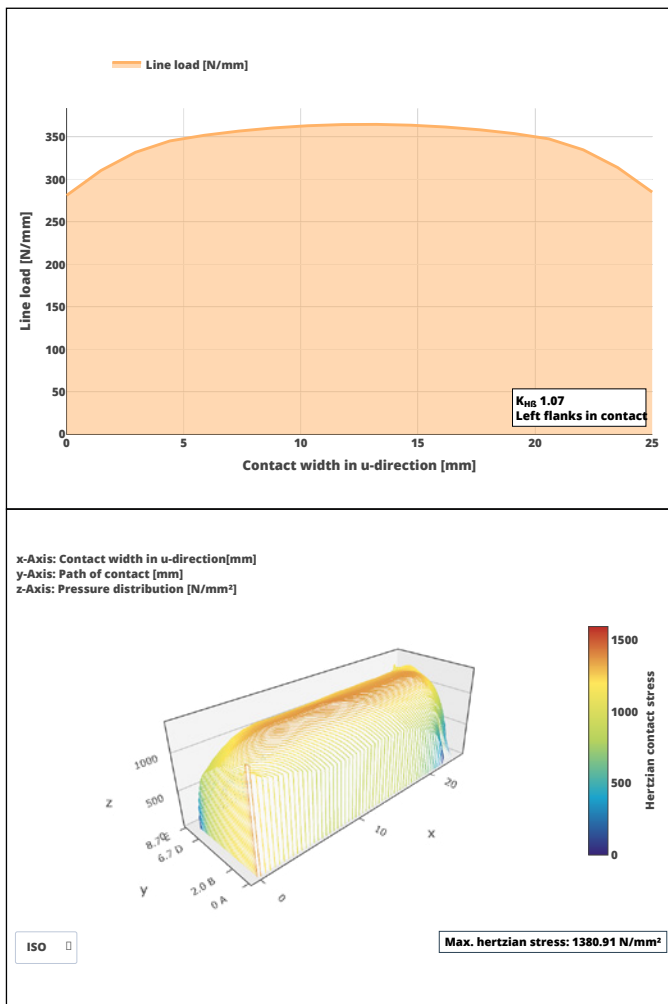 Line load [N/mm]
350
300
250
200
150
100
50
0
Line load [N/mm]
K_Hß 1.07
Left flanks in contact
0
5
10
15
20
25
Contact width in u-direction [mm]
x-Axis: Contact width in u-direction[mm]
y-Axis: Path of contact [mm]
z-Axis: Pressure distribution [N/mm²]
1500
1000
500
0
Hertzian contact stress
1000
500
z
6.7 D
2.0 B
0 A
y
0
10
20
x
ISO
Max. hertzian stress: 1380.91 N/mm²